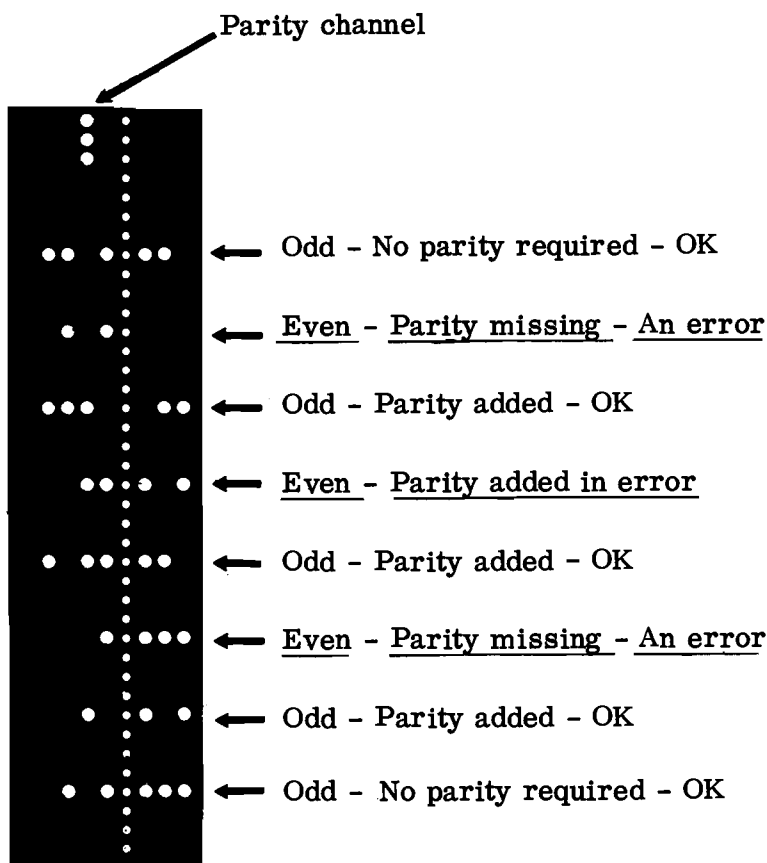 Parity channel
Odd - No parity required - OK
Even - Parity missing - An error
Odd - Parity added - OK
Even - Parity added in error
Odd - Parity added - OK
Even - Parity missing - An error
Odd - Parity added - OK
Odd - No parity required - OK